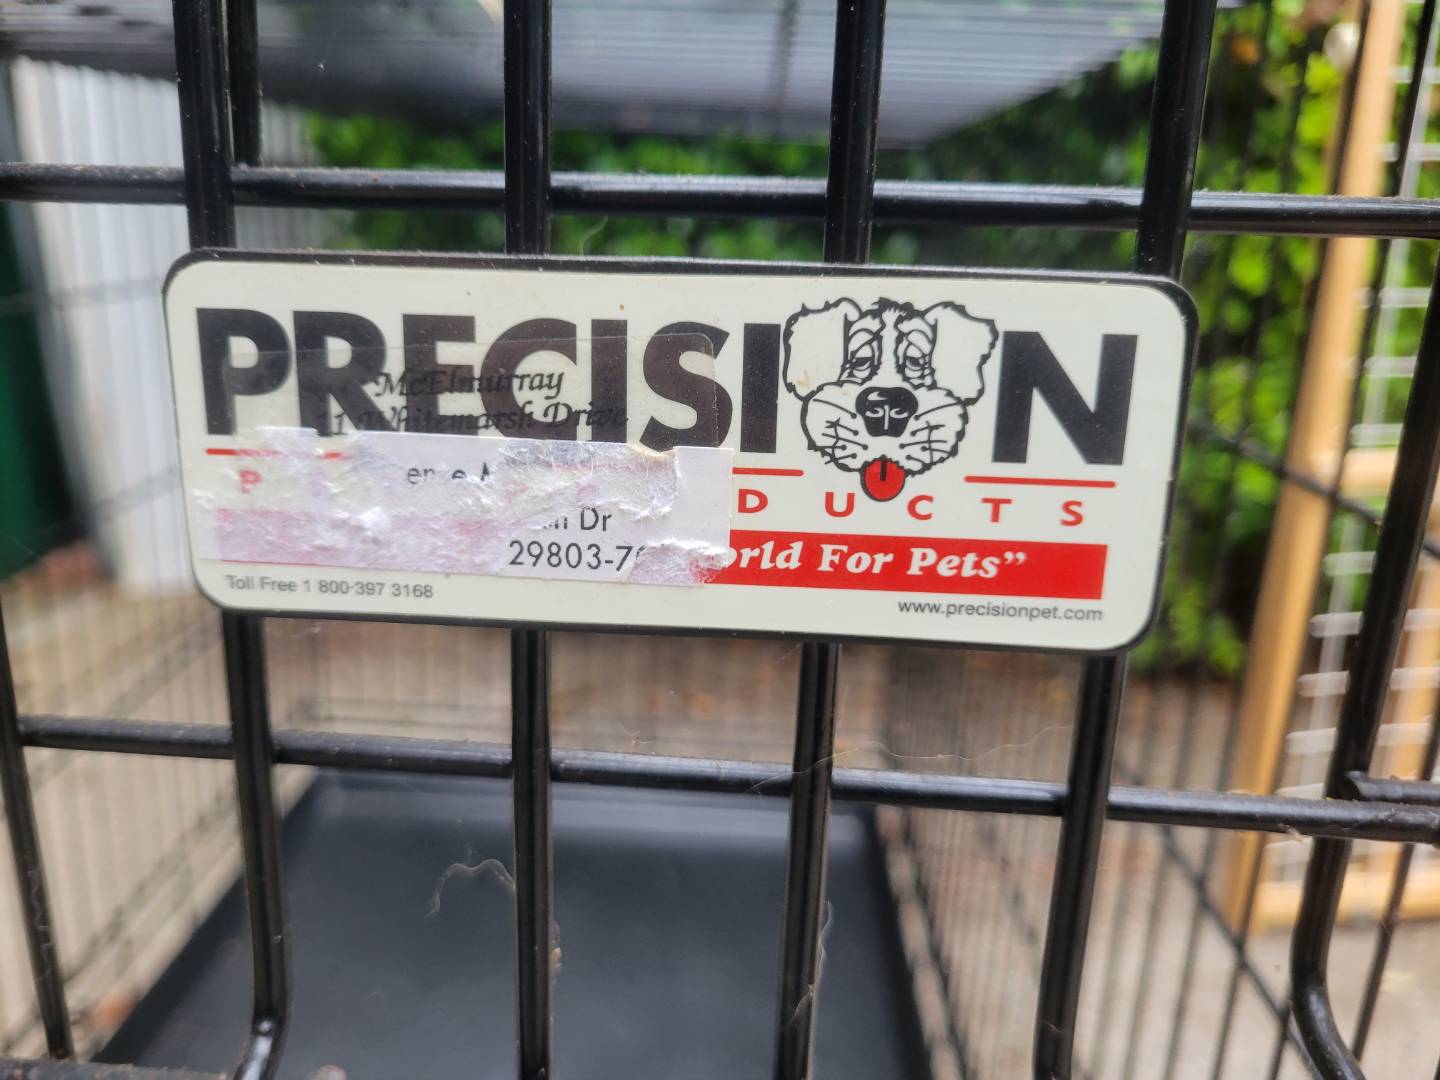 PRECISION
McElmurray
11 Whitemarsh Drive
P DUCTS
Dr
29803-7
orld For Pets”
Toll Free 1 800-397 3168
www.precisionpet.com